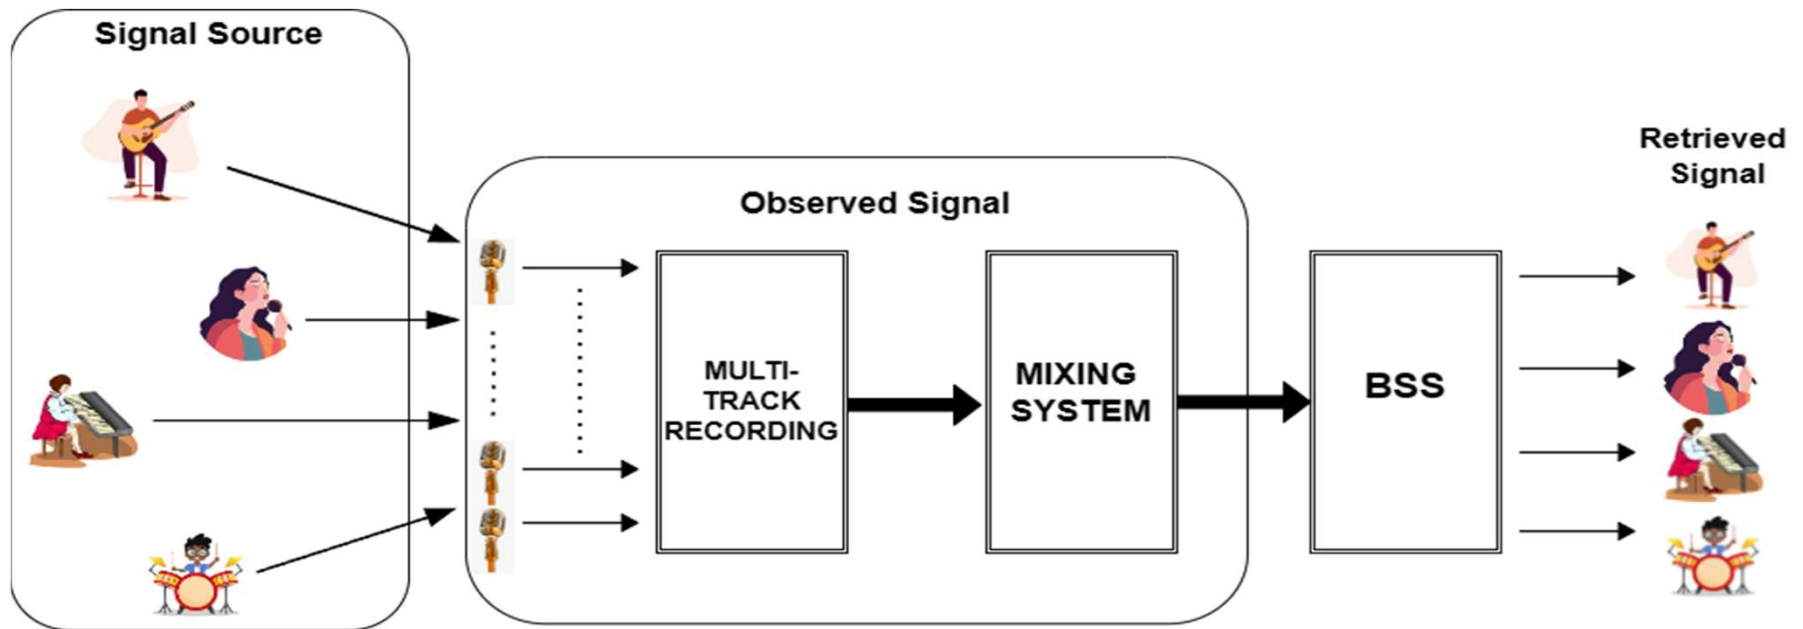 Signal Source
Observed Signal
MULTI-
TRACK
RECORDING
MIXING
SYSTEM
BSS
Retrieved
Signal